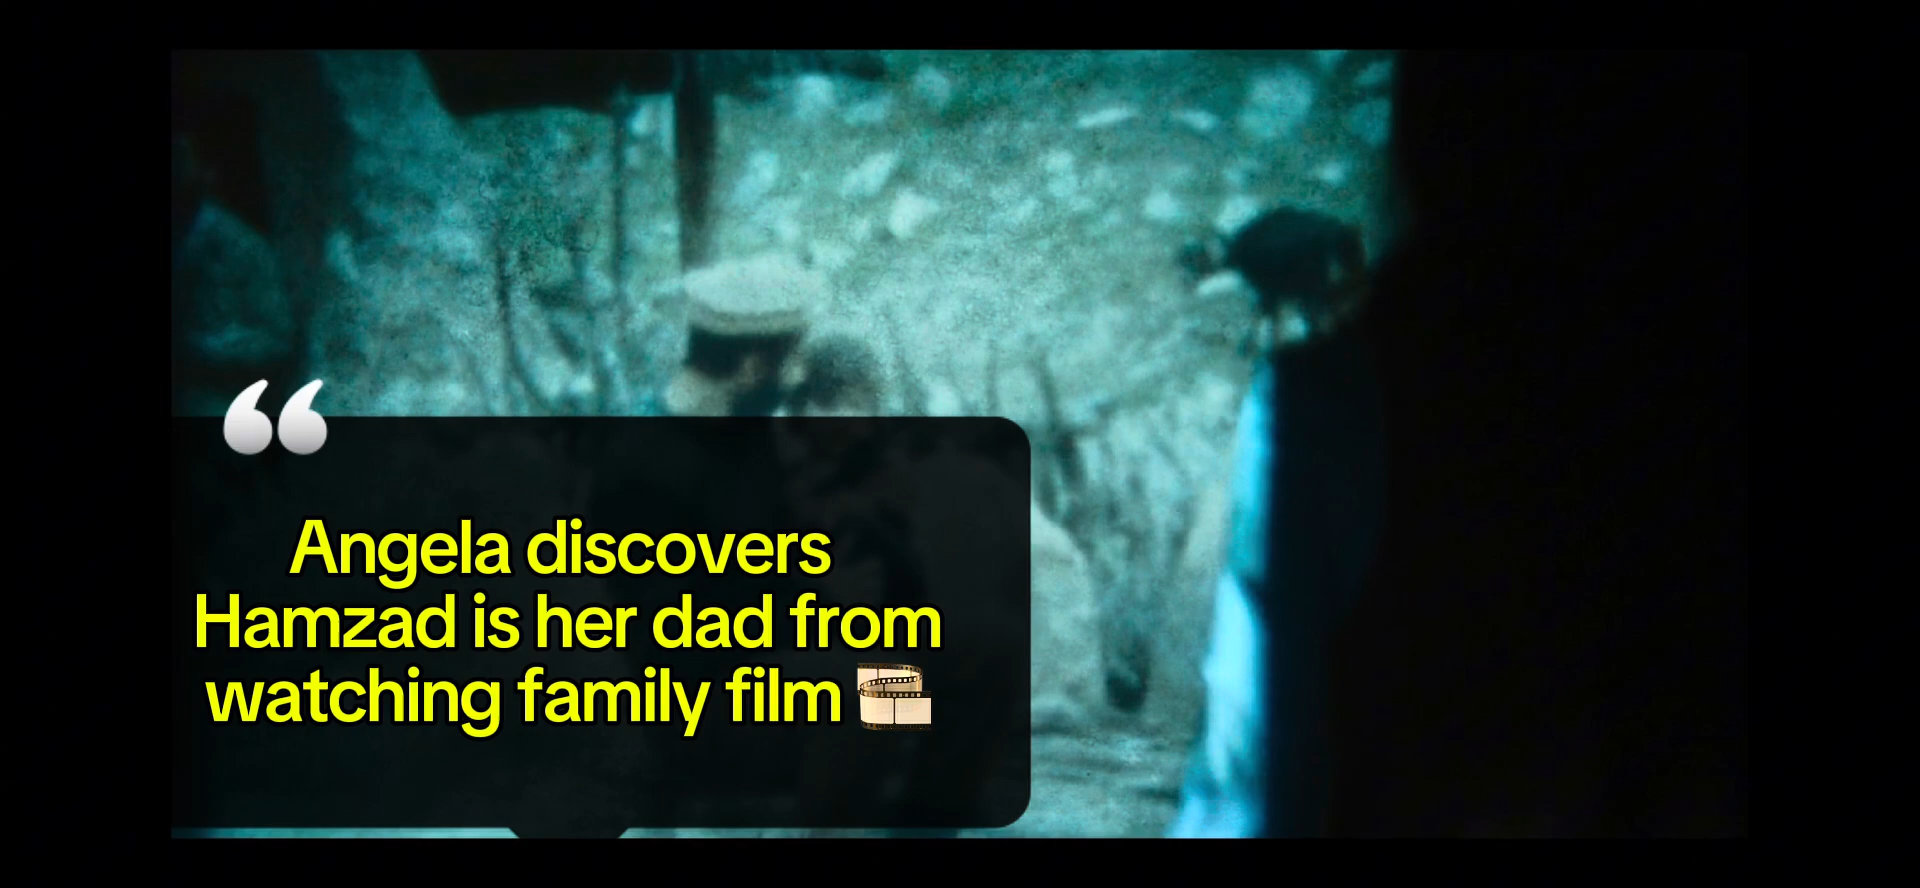 Angela discovers
Hamzad is her dad from
watching family film 🎞️